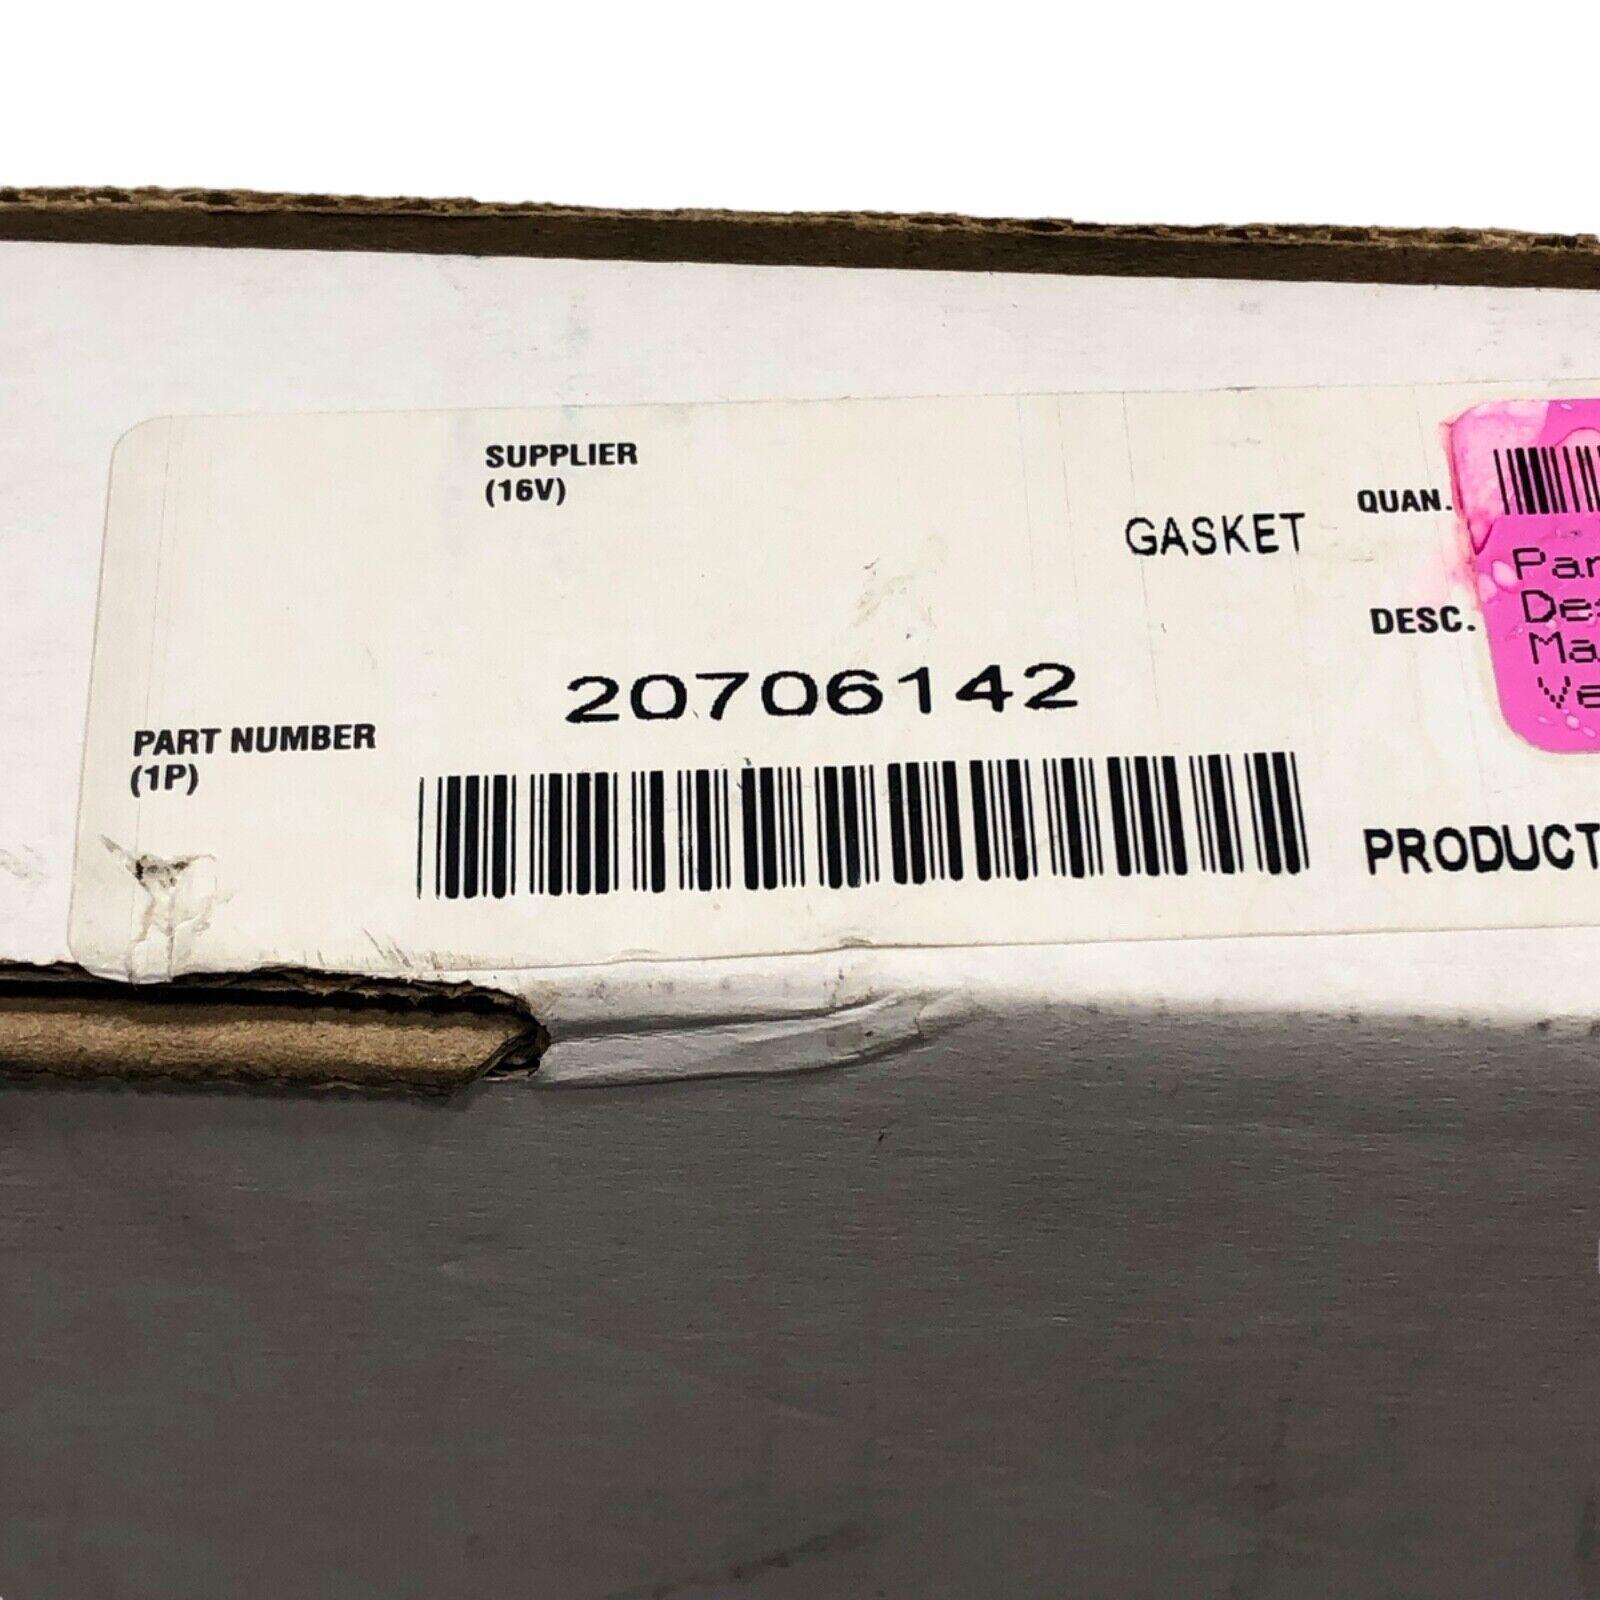 SUPPLIER
(16V)
GASKET
QUAN.
DESC.
20706142
PART NUMBER
(1P)
PRODUCT